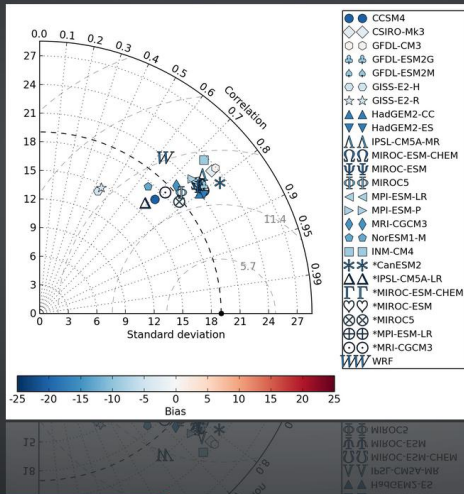 0.0 0.1 0.2 0.3 0.4 0.5 0.6 0.7 0.8 0.9 0.95 0.99
Correlation
27
24
21
18
15
12
9
6
3
0
0 3 6 9 12 15 18 21 24 27
Standard deviation
W
11.4
5.7
-25 -20 -15 -10 -5 0 5 10 15 20 25
Bias
CCSM4
CSIRO-Mk3
GFDL-CM3
GFDL-ESM2G
GFDL-ESM2M
GISS-E2-H
GISS-E2-R
HadGEM2-CC
HadGEM2-ES
IPSL-CM5A-MR
ΩΩ MIROC-ESM-CHEM
ΨΨ MIROC-ESM
ΦΦ MIROC5
MPI-ESM-LR
MPI-ESM-P
MRI-CGCM3
NorESM1-M
INM-CM4
*CanESM2
*IPSL-CM5A-LR
ΓΓ *MIROC-ESM-CHEM
*MIROC-ESM
*MIROC5
*MPI-ESM-LR
*MRI-CGCM3
WW WRF